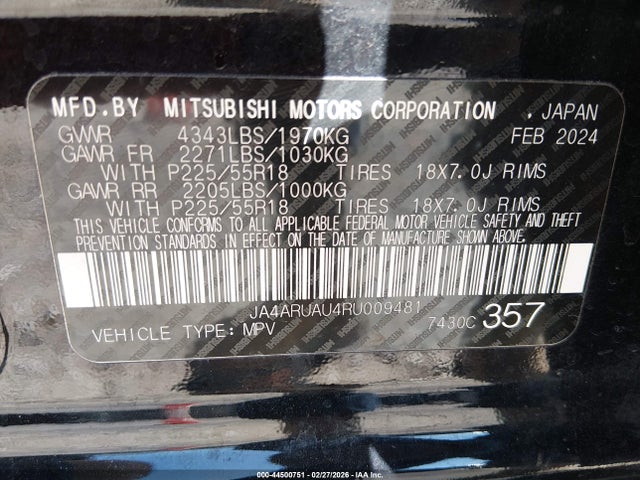 MFD.BY MITSUBISHI MOTORS CORPORATION , JAPAN
GVWR 4343LBS/1970KG FEB 2024
GAWR FR 2271LBS/1030KG
WITH P225/55R18 TIRES 18X7.0J RIMS
GAWR RR 2205LBS/1000KG
WITH P225/55R18 TIRES 18X7.0J RIMS
THIS VEHICLE CONFORMS TO ALL APPLICABLE FEDERAL MOTOR VEHICLE SAFETY AND THEFT
PREVENTION STANDARDS IN EFFECT ON THE DATE OF MANUFACTURE SHOWN ABOVE.
JA4ARUAU4RU009481
VEHICLE TYPE: MPV 7430C 357
000-44500751 02/27/2026 - IAA Inc.